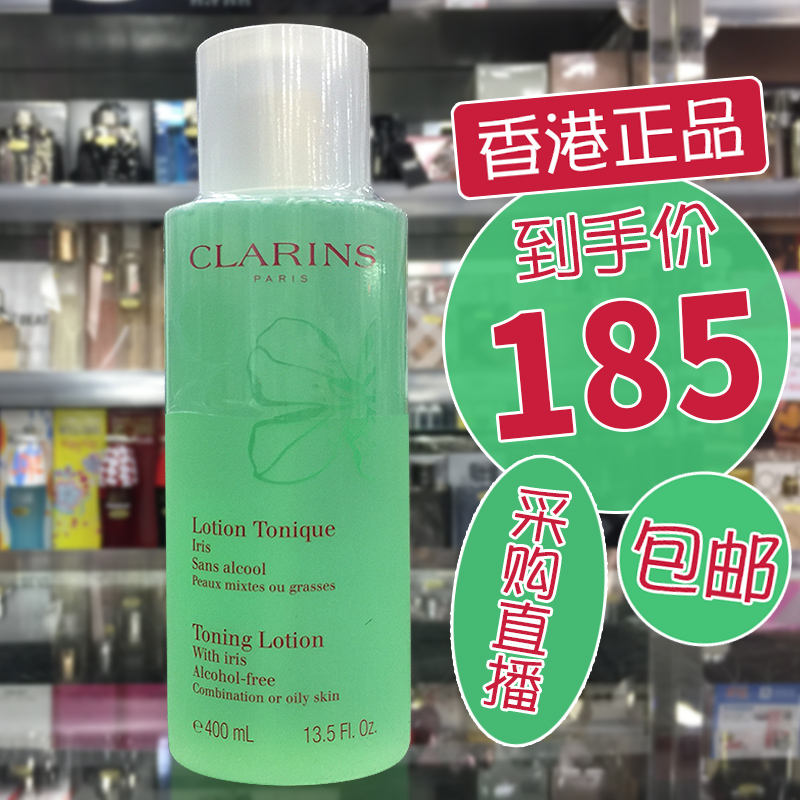 CLARINS
PARIS
Lotion Tonique
Iris
Sans alcool
Peaux mixtes ou grasses
Toning Lotion
With iris
Alcohol-free
Combination or oily skin
e400 mL 13.5 Fl. Oz.
香港正品
到手价
185
采购直播
包邮